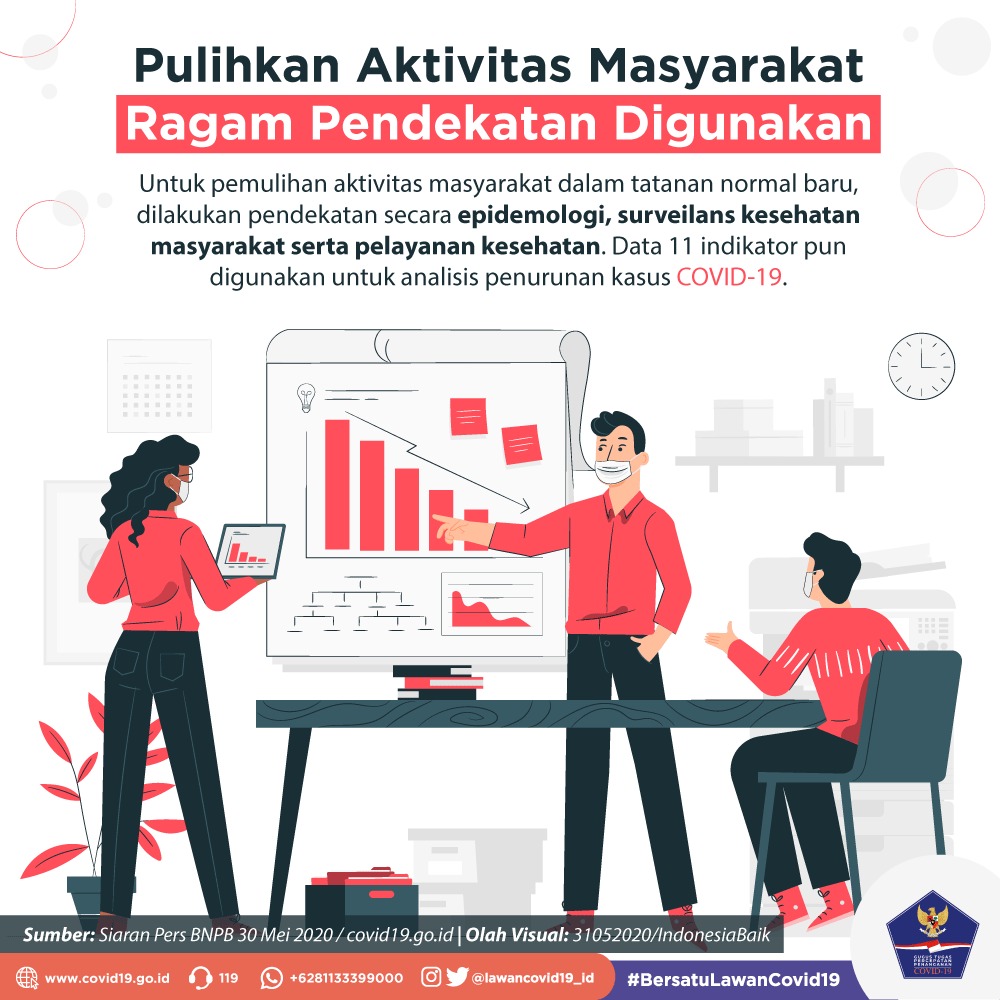 Pulihkan Aktivitas Masyarakat
Ragam Pendekatan Digunakan
Untuk pemulihan aktivitas masyarakat dalam tatanan normal baru,
dilakukan pendekatan secara epidemologi, surveilans kesehatan
masyarakat serta pelayanan kesehatan. Data 11 indikator pun
digunakan untuk analisis penurunan kasus COVID-19.
Sumber: Siaran Pers BNPB 30 Mei 2020 / covid19.go.id | Olah Visual: 31052020/IndonesiaBaik
www.covid19.go.id 119 +6281133399000 @lawancovid19_id #BersatuLawanCovid19
GUGUS TUGAS
PERCEPATAN
PENANGANAN
COVID-19